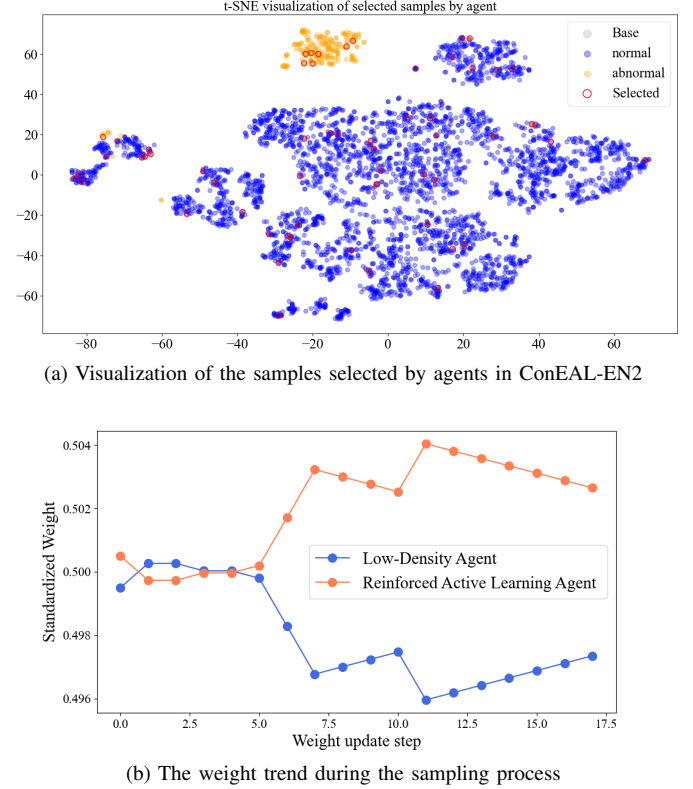 t-SNE visualization of selected samples by agent
60
40
20
0
−20
−40
−60
−80
−60
−40
−20
0
20
40
60
Base
normal
abnormal
Selected
(a) Visualization of the samples selected by agents in ConEAL-EN2
0.504
0.502
0.500
0.498
0.496
Standardized Weight
Low-Density Agent
Reinforced Active Learning Agent
0.0
2.5
5.0
7.5
10.0
12.5
15.0
17.5
Weight update step
(b) The weight trend during the sampling process